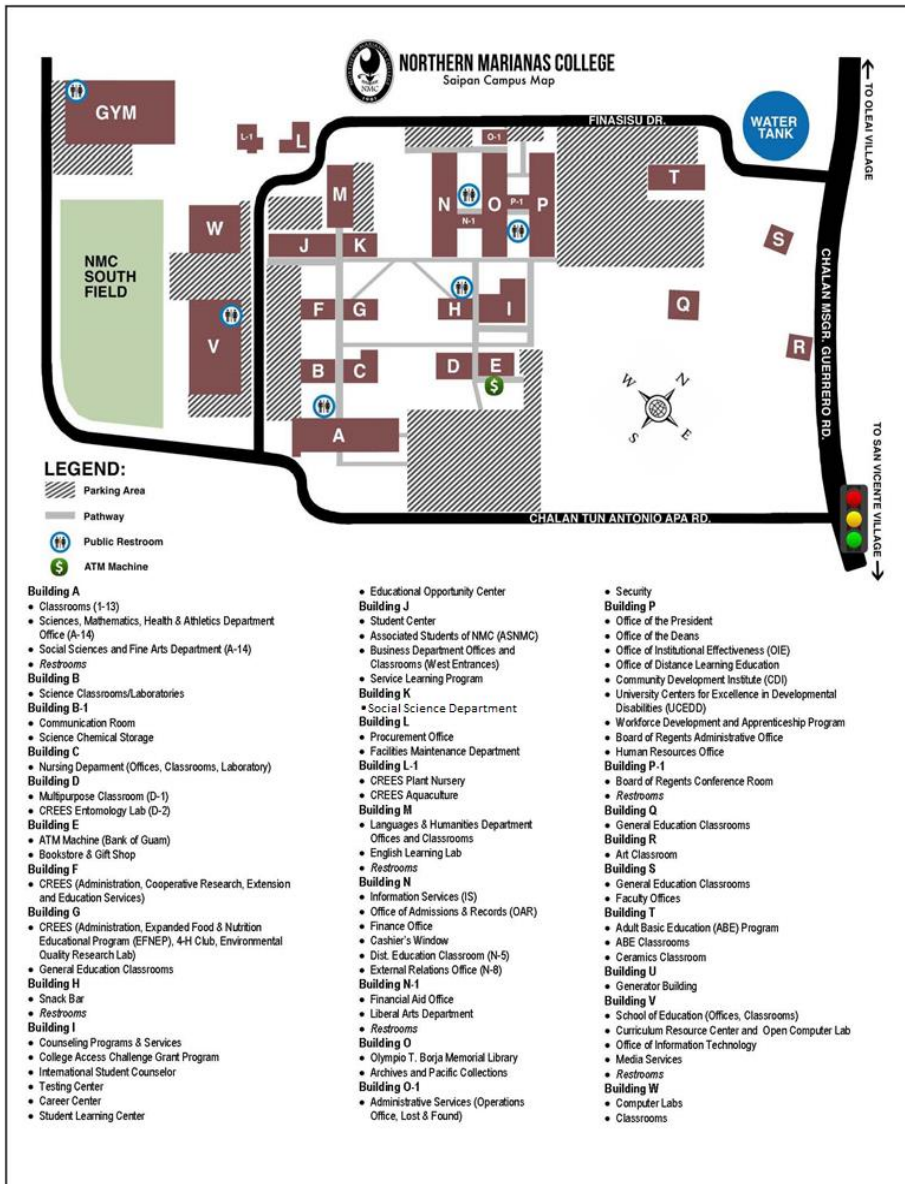 NORTHERN MARIANAS COLLEGE
Saipan Campus Map
NMC
GYM
L-1
L
O-1
FINASISU DR.
WATER
TANK
TO OLEAI VILLAGE
M
N
O
P
P-1
N-1
T
W
J
K
S
NMC
SOUTH
FIELD
CHALAN MSGR. GUERRERO RD.
F
G
H
I
Q
V
B
C
D
E
$
R
W
N
S
E
A
TO SAN VICENTE VILLAGE
CHALAN TUN ANTONIO APA RD.
LEGEND:
Parking Area
Pathway
Public Restroom
$
ATM Machine
Building A
• Classrooms (1-13)
• Sciences, Mathematics, Health & Athletics Department
Office (A-14)
• Social Sciences and Fine Arts Department (A-14)
• Restrooms
Building B
• Science Classrooms/Laboratories
Building B-1
• Communication Room
• Science Chemical Storage
Building C
• Nursing Deparment (Offices, Classrooms, Laboratory)
Building D
• Multipurpose Classroom (D-1)
• CREES Entomology Lab (D-2)
Building E
• ATM Machine (Bank of Guam)
• Bookstore & Gift Shop
Building F
• CREES (Administration, Cooperative Research, Extension
and Education Services)
Building G
• CREES (Administration, Expanded Food & Nutrition
Educational Program (EFNEP), 4-H Club, Environmental
Quality Research Lab)
• General Education Classrooms
Building H
• Snack Bar
• Restrooms
Building I
• Counseling Programs & Services
• College Access Challenge Grant Program
• International Student Counselor
• Testing Center
• Career Center
• Student Learning Center
• Educational Opportunity Center
Building J
• Student Center
• Associated Students of NMC (ASNMC)
• Business Department Offices and
Classrooms (West Entrances)
• Service Learning Program
Building K
• Social Science Department
Building L
• Procurement Office
• Facilities Maintenance Department
Building L-1
• CREES Plant Nursery
• CREES Aquaculture
Building M
• Languages & Humanities Department
Offices and Classrooms
• English Learning Lab
• Restrooms
Building N
• Information Services (IS)
• Office of Admissions & Records (OAR)
• Finance Office
• Cashier's Window
• Dist. Education Classroom (N-5)
• External Relations Office (N-8)
Building N-1
• Financial Aid Office
• Liberal Arts Department
• Restrooms
Building O
• Olympio T. Borja Memorial Library
• Archives and Pacific Collections
Building O-1
• Administrative Services (Operations
Office, Lost & Found)
• Security
Building P
• Office of the President
• Office of the Deans
• Office of Institutional Effectiveness (OIE)
• Office of Distance Learning Education
• Community Development Institute (CDI)
• University Centers for Excellence in Developmental
Disabilities (UCEDD)
• Workforce Development and Apprenticeship Program
• Board of Regents Administrative Office
• Human Resources Office
Building P-1
• Board of Regents Conference Room
• Restrooms
Building Q
• General Education Classrooms
Building R
• Art Classroom
Building S
• General Education Classrooms
• Faculty Offices
Building T
• Adult Basic Education (ABE) Program
• ABE Classrooms
• Ceramics Classroom
Building U
• Generator Building
Building V
• School of Education (Offices, Classrooms)
• Curriculum Resource Center and Open Computer Lab
• Office of Information Technology
• Media Services
• Restrooms
Building W
• Computer Labs
• Classrooms